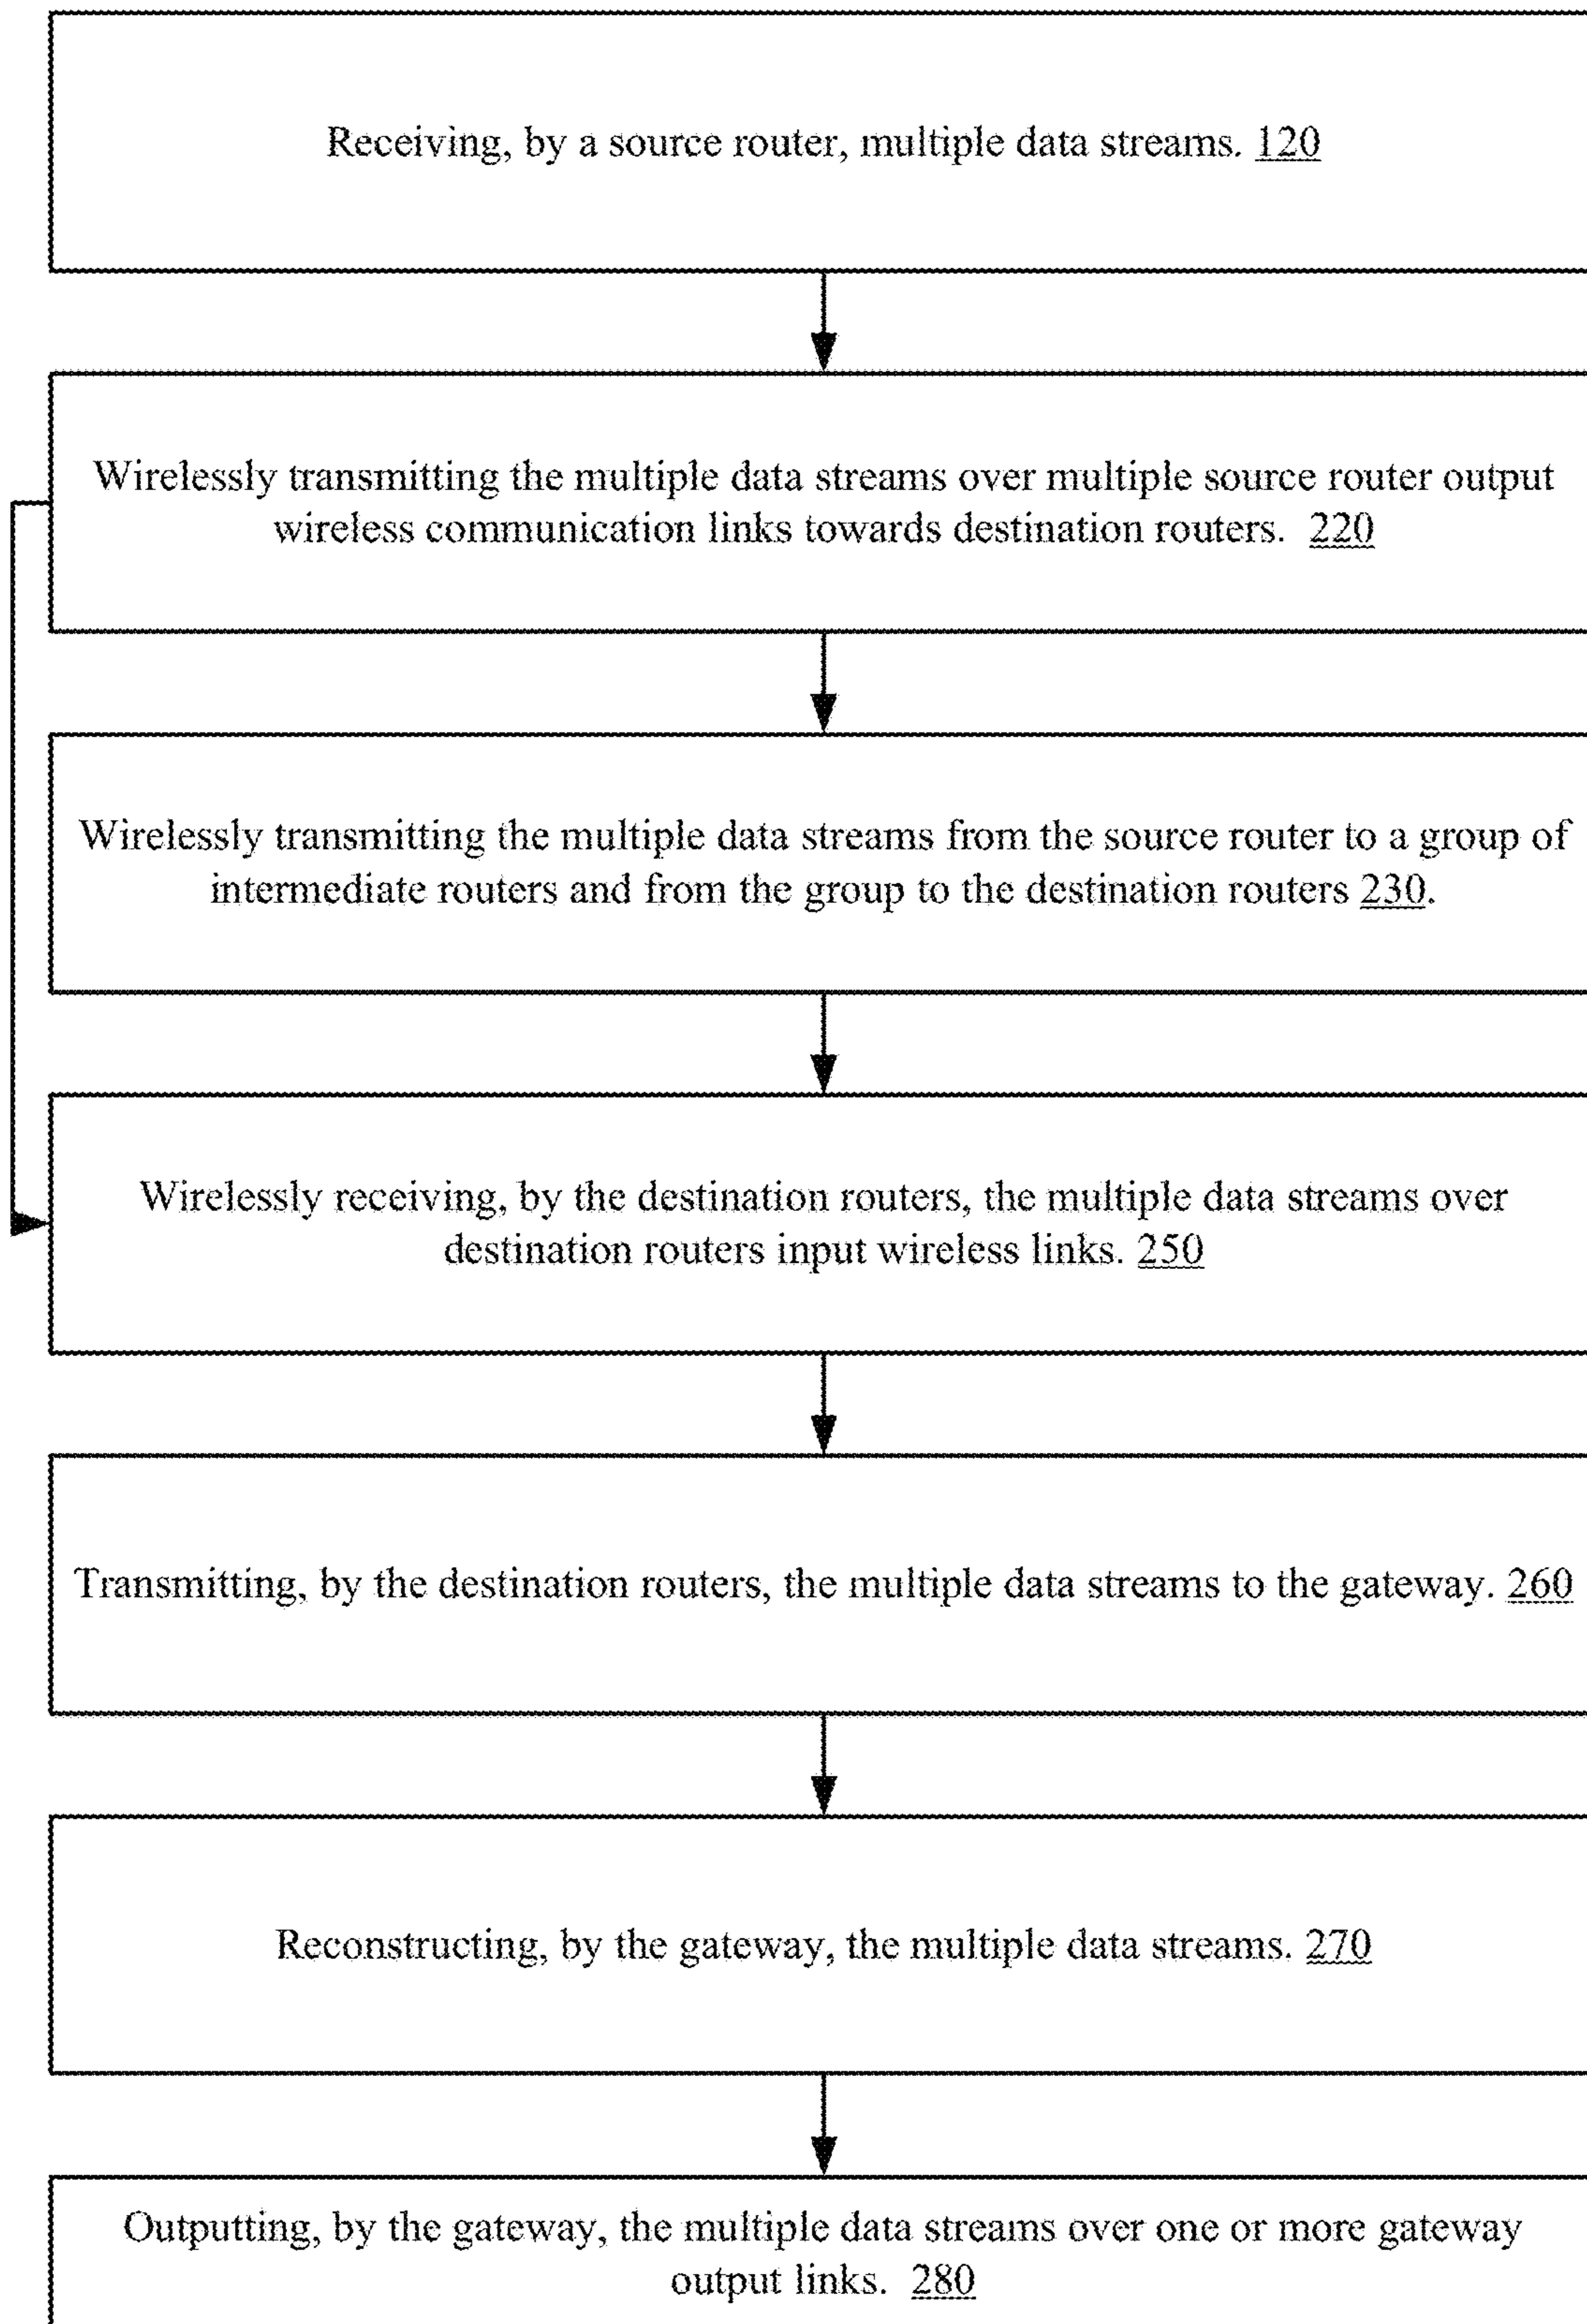 Receiving, by a source router, multiple data streams. 120
Wirelessly transmitting the multiple data streams over multiple source router output
wireless communication links towards destination routers. 220
Wirelessly transmitting the multiple data streams from the source router to a group of
intermediate routers and from the group to the destination routers 230.
Wirelessly receiving, by the destination routers, the multiple data streams over
destination routers input wireless links. 250
Transmitting, by the destination routers, the multiple data streams to the gateway. 260
Reconstructing, by the gateway, the multiple data streams. 270
Outputting, by the gateway, the multiple data streams over one or more gateway
output links. 280